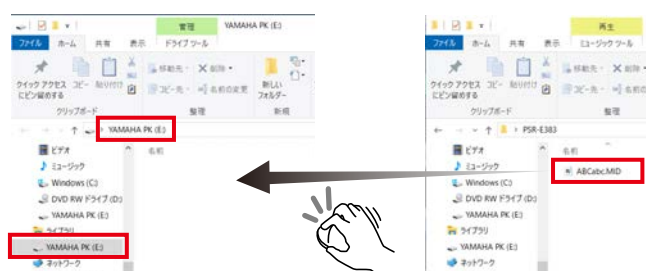 管理 YAMAHA PK (E:)
ファイル ホーム 共有 表示 ドライブ ツール
クイック アクセス
にピン留めする
コピー 貼り付け
移動先 削除
コピー先 名前の変更
新しい
フォルダー
クリップボード 整理 新規
YAMAHA PK (E:)
ビデオ 名前
ミュージック
Windows (C:)
DVD RW ドライブ (D:)
YAMAHA PK (E:)
ライブラリ
YAMAHA PK (E:)
ネットワーク
再生
ファイル ホーム 共有 表示 ミュージック ツール
クイック アクセス
にピン留めする
コピー 貼り付け
移動先 削除
コピー先 名前の変更
クリップボード 整理
PSR-E383
ビデオ 名前
ミュージック ABCabc.MID
Windows (C:)
DVD RW ドライブ (D:)
YAMAHA PK (E:)
ライブラリ
YAMAHA PK (E:)
ネットワーク